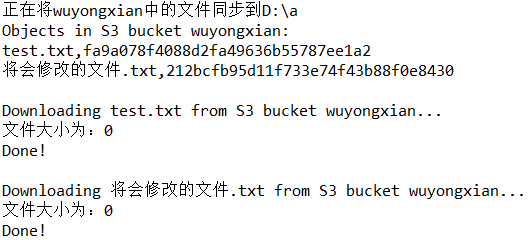 正在将wuyongxian中的文件同步到D:\a
Objects in S3 bucket wuyongxian:
test.txt,fa9a078f4088d2fa49636b55787ee1a2
将会修改的文件.txt,212bcfb95d11f733e74f43b88f0e8430
Downloading test.txt from S3 bucket wuyongxian...
文件大小为：0
Done!
Downloading 将会修改的文件.txt from S3 bucket wuyongxian...
文件大小为：0
Done!